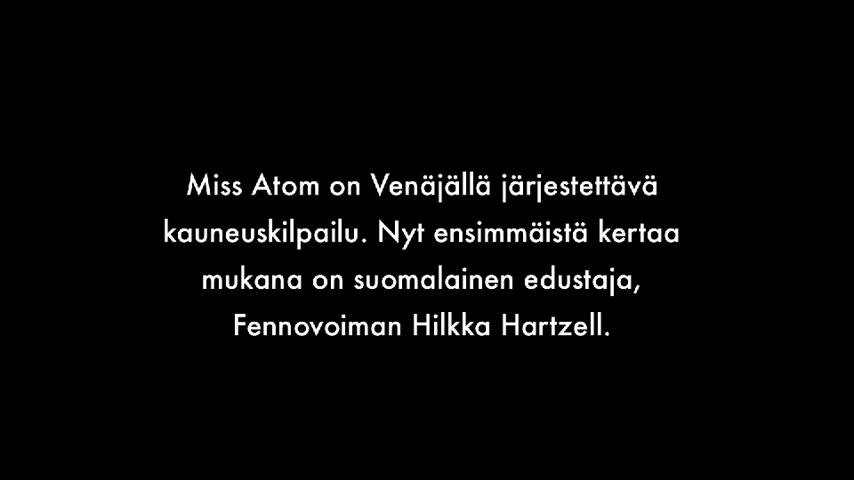 Miss Atom on Venäjällä järjestettävä
kauneuskilpailu. Nyt ensimmäistä kertaa
mukana on suomalainen edustaja,
Fennovoiman Hilkka Hartzell.